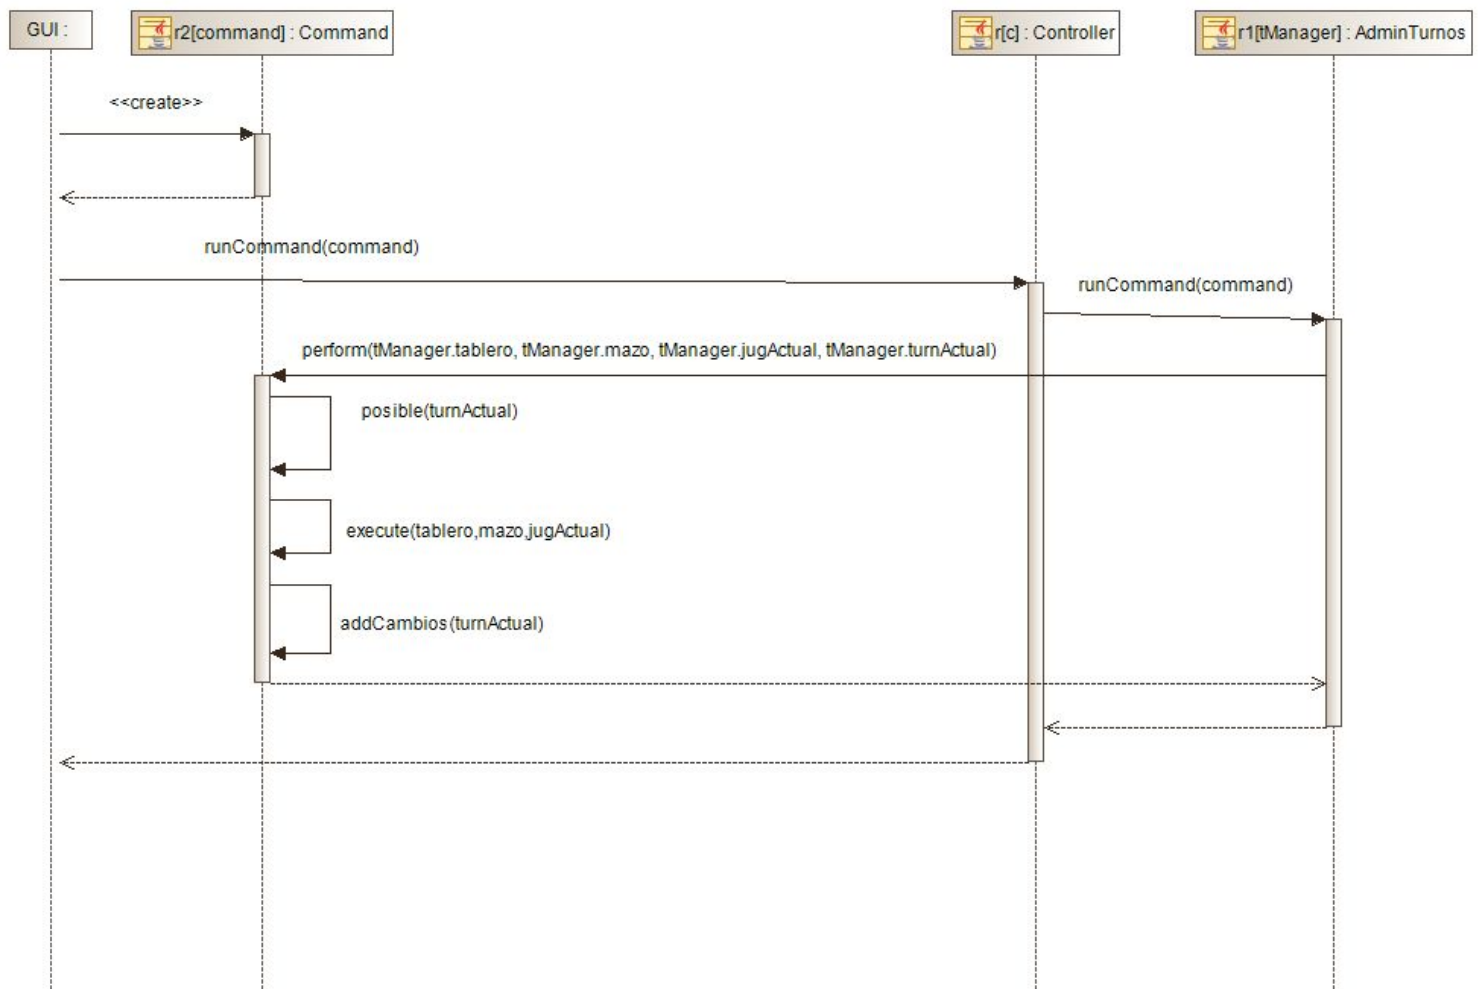 GUI :
r2[command] : Command
r[c] : Controller
r1[tManager] : AdminTurnos
<<create>>
runCommand(command)
runCommand(command)
perform(tManager.tablero, tManager.mazo, tManager.jugActual, tManager.turnActual)
posible(turnActual)
execute(tablero,mazo,jugActual)
addCambios(turnActual)